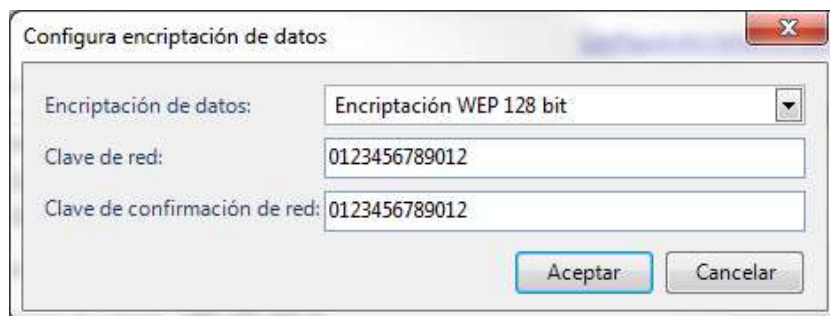 Configura encriptación de datos
Encriptación de datos: Encriptación WEP 128 bit
Clave de red: 0123456789012
Clave de confirmación de red: 0123456789012
Aceptar Cancelar